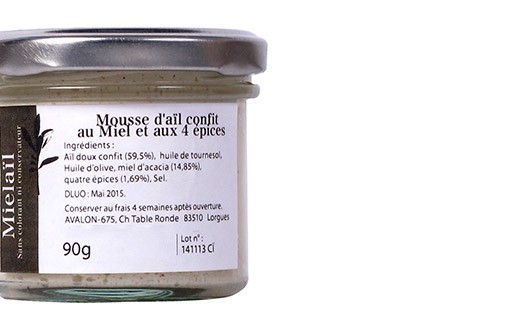 Mielaïl
Sans colorant ni conservateur
Mousse d'aïl confit
au Miel et aux 4 épices
Ingrédients :
Aïl doux confit (59,5%), huile de tournesol,
Huile d'olive, miel d'acacia (14,85%),
quatre épices (1,69%), Sel.
DLUO : Mai 2015.
Conserver au frais 4 semaines aptès ouverture.
AVALON-675, Ch Table Ronde 83510 Lorgues
90g
Lot n° :
141113 Cí